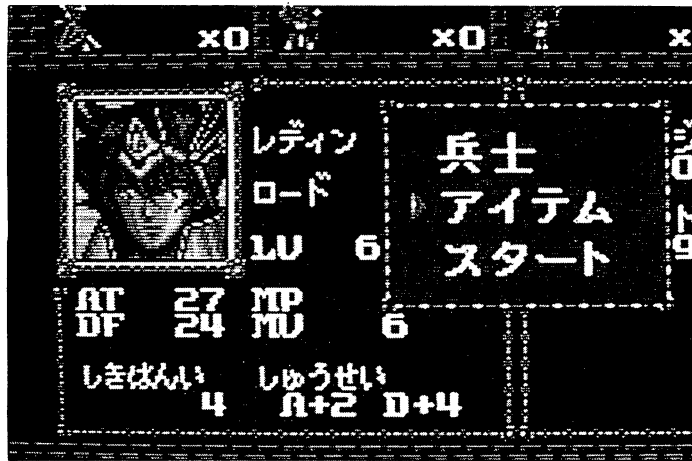 ×0 ×0 ×
レディン
ロード
LV 6
兵士
アイテム
スタート
AT 27 MP
DF 24 MV 6
しきはんい しゅうせい
4 A+2 D+4